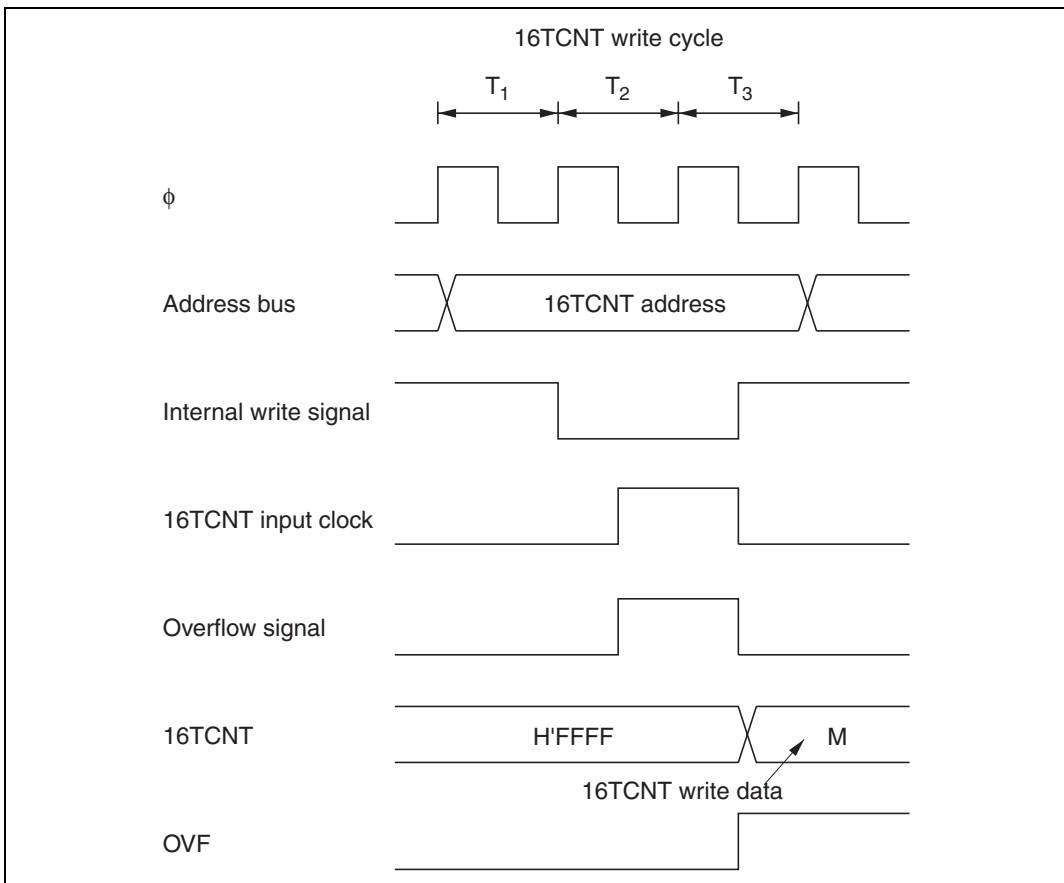 16TCNT write cycle
T1 T2 T3
φ
Address bus
16TCNT address
Internal write signal
16TCNT input clock
Overflow signal
16TCNT
H'FFFF
M
16TCNT write data
OVF